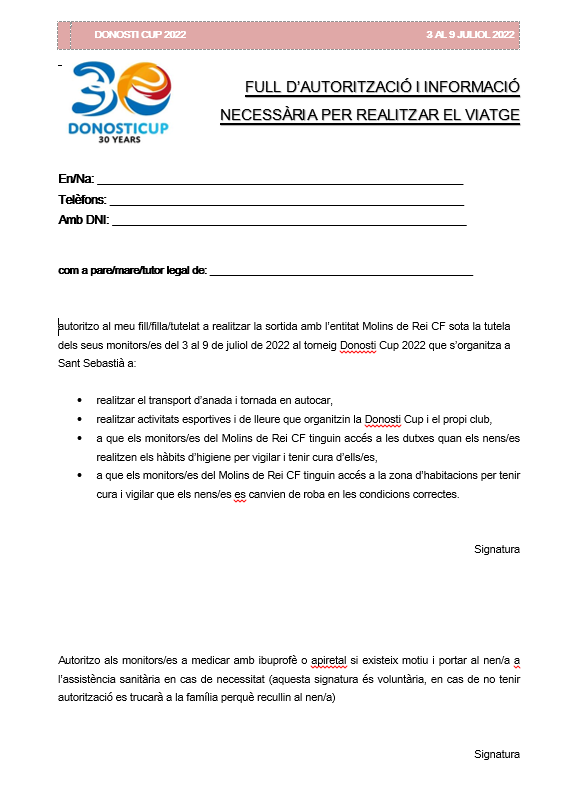 DONOSTI CUP 2022 3 AL 9 JULIOL 2022
30
DONOSTICUP
30 YEARS
FULL D'AUTORITZACIÓ I INFORMACIÓ
NECESSÀRIA PER REALITZAR EL VIATGE
En/Na: ___________________________
Telèfons: ___________________________
Amb DNI: ___________________________
com a pare/mare/tutor legal de: ___________________________
autoritzo al meu fill/filla/tutelat a realitzar la sortida amb l'entitat Molins de Rei CF sota la tutela
dels seus monitors/es del 3 al 9 de juliol de 2022 al torneig Donosti Cup 2022 que s'organitza a
Sant Sebastià a:
• realitzar el transport d'anada i tornada en autocar,
• realitzar activitats esportives i de lleure que organitzin la Donosti Cup i el propi club,
• a que els monitors/es del Molins de Rei CF tinguin accés a les dutxes quan els nens/es
realitzen els hàbits d'higiene per vigilar i tenir cura d'ells/es,
• a que els monitors/es del Molins de Rei CF tinguin accés a la zona d'habitacions per tenir
cura i vigilar que els nens/es es canvien de roba en les condicions correctes.
Signatura
Autoritzo als monitors/es a medicar amb ibuprofè o apiretal si existeix motiu i portar al nen/a a
l'assistència sanitària en cas de necessitat (aquesta signatura és voluntària, en cas de no tenir
autorització es trucarà a la família perquè recullin al nen/a)
Signatura